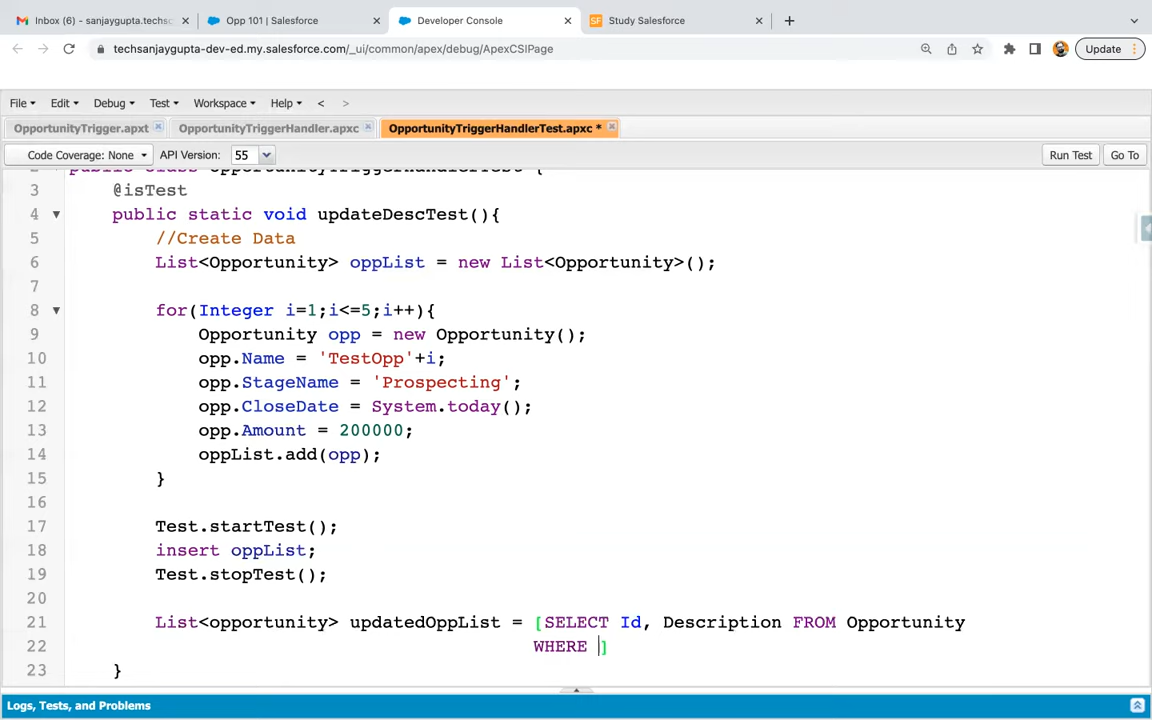 Inbox (6) - sanjaygupta.techsc
Opp 101 | Salesforce
Developer Console
Study Salesforce
techsanjaygupta-dev-ed.my.salesforce.com/_ui/common/apex/debug/ApexCSIPage
Update
File Edit Debug Test Workspace Help < >
OpportunityTrigger.apxt OpportunityTriggerHandler.apxc OpportunityTriggerHandlerTest.apxc *
Code Coverage: None API Version: 55 Run Test Go To
2 public class OpportunityTriggerHandlerTest {
3 @isTest
4 public static void updateDescTest(){
5 //Create Data
6 List<Opportunity> oppList = new List<Opportunity>();
7
8 for(Integer i=1;i<=5;i++){
9 Opportunity opp = new Opportunity();
10 opp.Name = 'TestOpp'+i;
11 opp.StageName = 'Prospecting';
12 opp.CloseDate = System.today();
13 opp.Amount = 200000;
14 oppList.add(opp);
15 }
16
17 Test.startTest();
18 insert oppList;
19 Test.stopTest();
20
21 List<opportunity> updatedOppList = [SELECT Id, Description FROM Opportunity
22 WHERE ]
23 }
Logs, Tests, and Problems